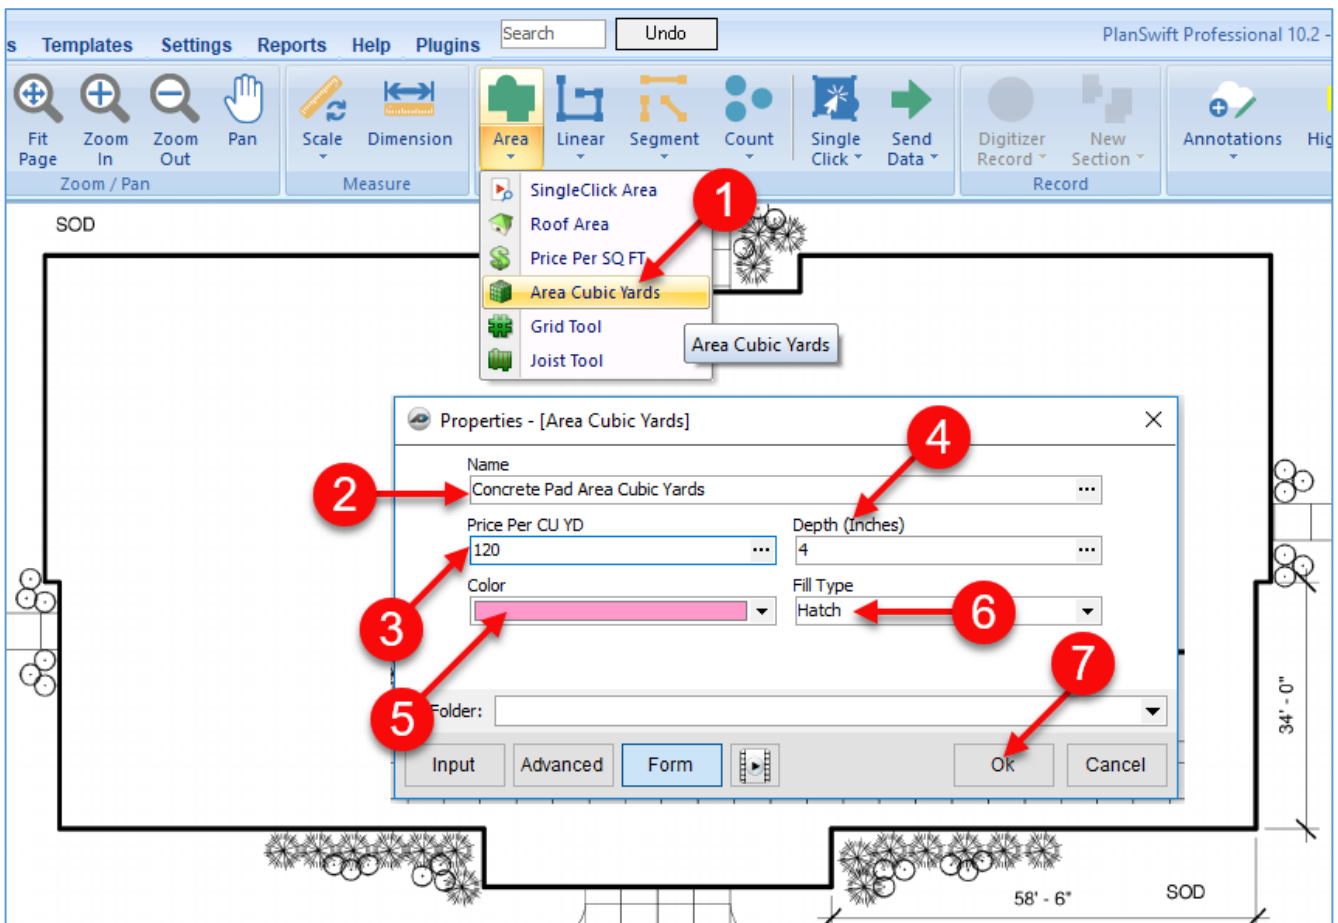 Search
Undo
PlanSwift Professional 10.2 -
s Templates Settings Reports Help Plugins
Fit Page
Zoom In
Zoom Out
Pan
Scale
Dimension
Area
Linear
Segment
Count
Single Click
Send Data
Digitizer Record
New Section
Annotations
Hig
Zoom / Pan
Measure
Record
SOD
SingleClick Area
1
Roof Area
Price Per SQ FT
Area Cubic Yards
Grid Tool
Area Cubic Yards
Joist Tool
Properties - [Area Cubic Yards]
4
Name
2
Concrete Pad Area Cubic Yards
...
Price Per CU YD
Depth (Inches)
120
...
4
...
Color
Fill Type
3
Hatch
6
7
5
Folder:
34' - 0"
Input
Advanced
Form
Ok
Cancel
58' - 6"
SOD